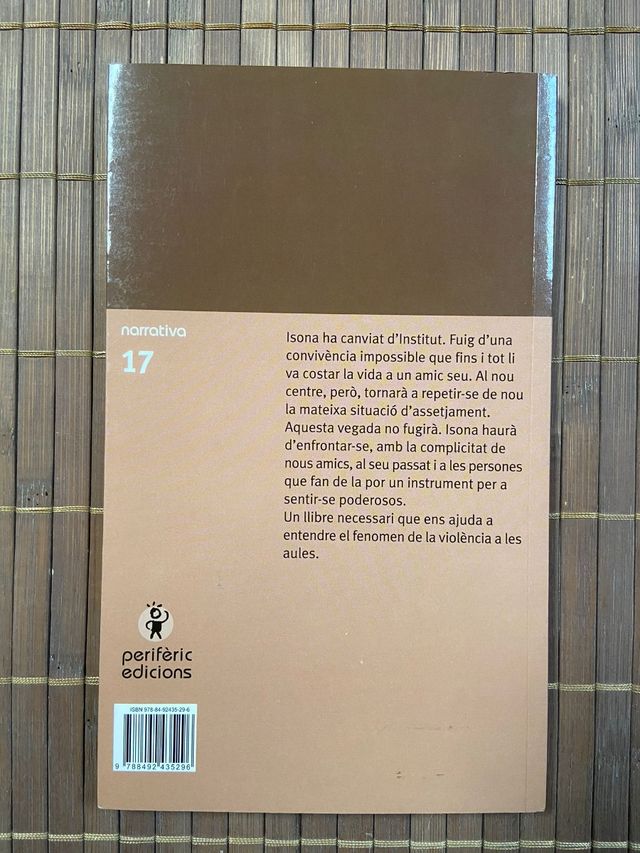 narrativa
17
Isona ha canviat d'Institut. Fuig d'una
convivència impossible que fins i tot li
va costar la vida a un amic seu. Al nou
centre, però, tornarà a repetir-se de nou
la mateixa situació d'assetjament.
Aquesta vegada no fugirà. Isona haurà
d'enfrontar-se, amb la complicitat de
nous amics, al seu passat i a les persones
que fan de la por un instrument per a
sentir-se poderosos.
Un llibre necessari que ens ajuda a
entendre el fenomen de la violència a les
aules.
perifèric
edicions
ISBN 978-84-92435-29-6
9 788492 435296